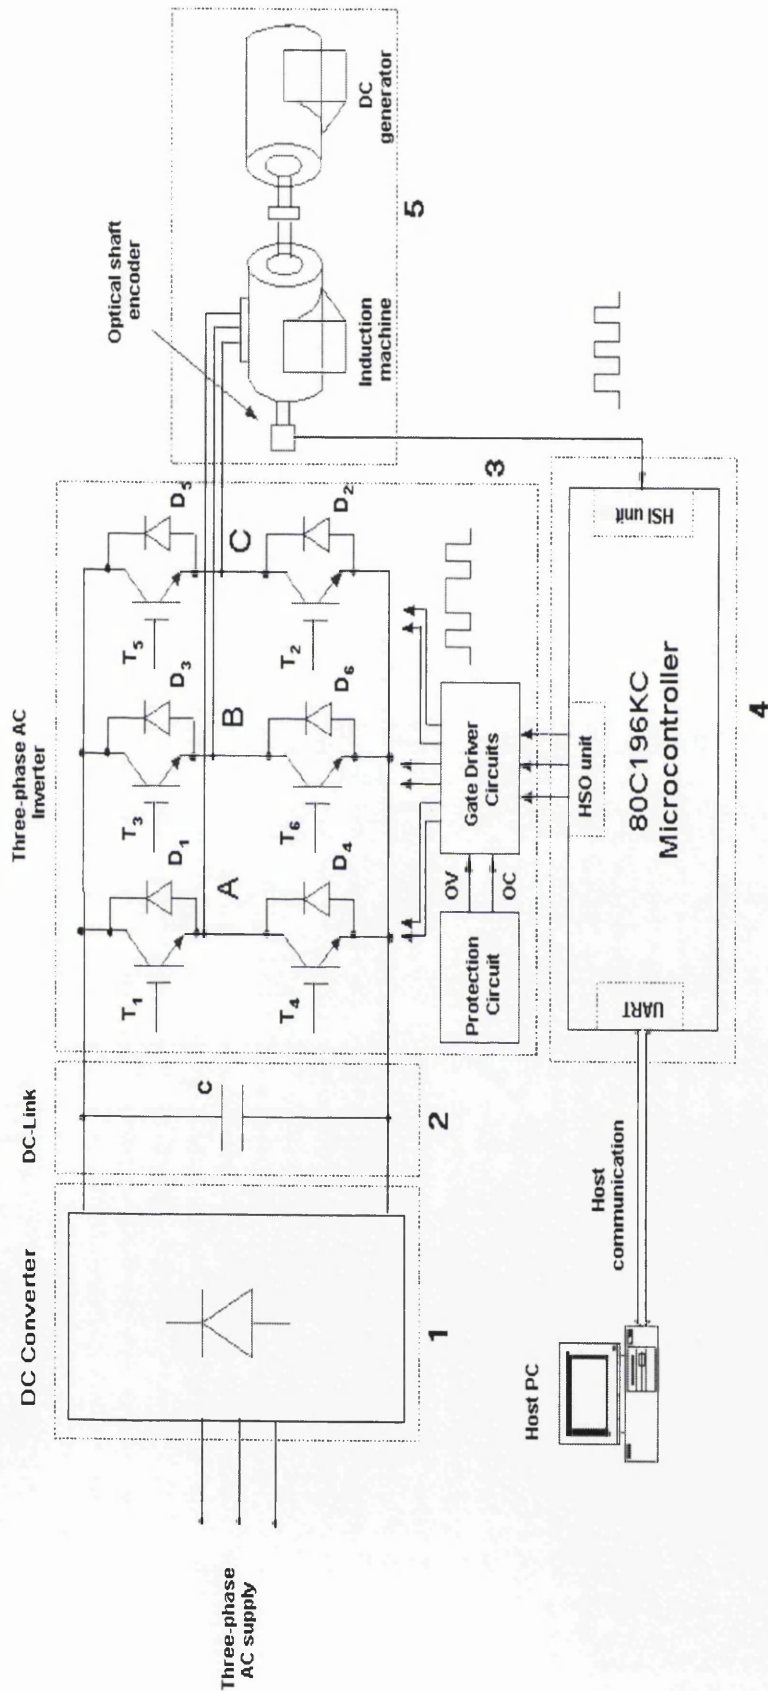 Three-phase
AC supply
DC Converter
1
DC-Link
C
2
Three-phase AC
Inverter
T1
D1
T3
D3
T5
D5
A
B
C
T4
D4
T6
D6
T2
D2
Protection
Circuit
OV
OC
Gate Driver
Circuits
3
Optical shaft
encoder
Induction
machine
DC
generator
5
Host PC
Host
communication
UART
HSO unit
HSI unit
80C196KC
Microcontroller
4